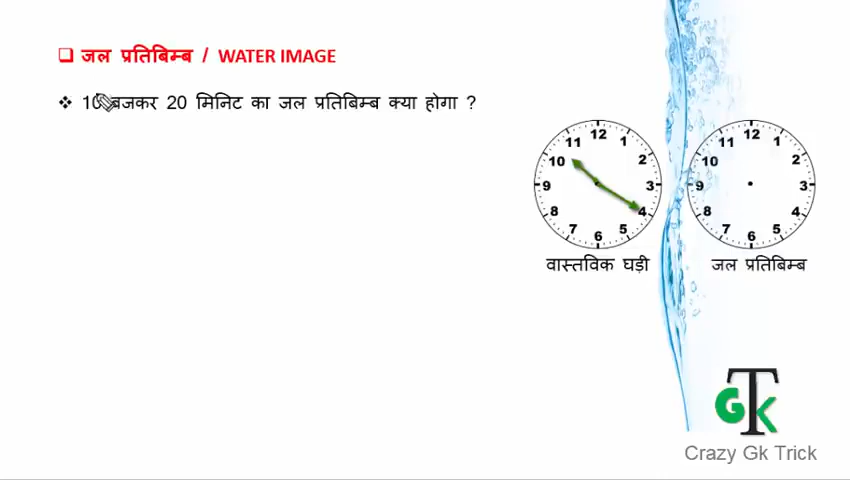 जल प्रतिबिम्ब / WATER IMAGE
10 बजकर 20 मिनिट का जल प्रतिबिम्ब क्या होगा ?
12
11 1
10 2
9 3
8 4
7 5
6
वास्तविक घड़ी
12
11 1
10 2
9 3
8 4
7 5
6
जल प्रतिबिम्ब
GTK
Crazy Gk Trick